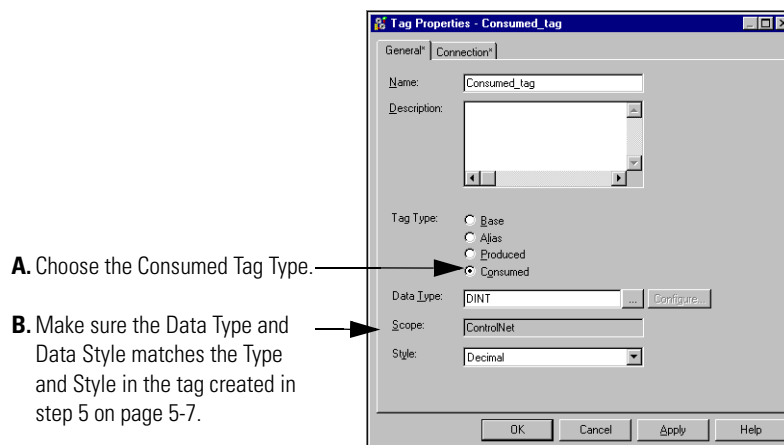 Tag Properties - Consumed_tag
General* Connection*
Name: Consumed_tag
Description:
Tag Type: Base
Alias
Produced
A. Choose the Consumed Tag Type.
Consumed
Data Type: DINT ... Configure...
B. Make sure the Data Type and
Scope: ControlNet
Data Style matches the Type
Style: Decimal
and Style in the tag created in
step 5 on page 5-7.
OK Cancel Apply Help